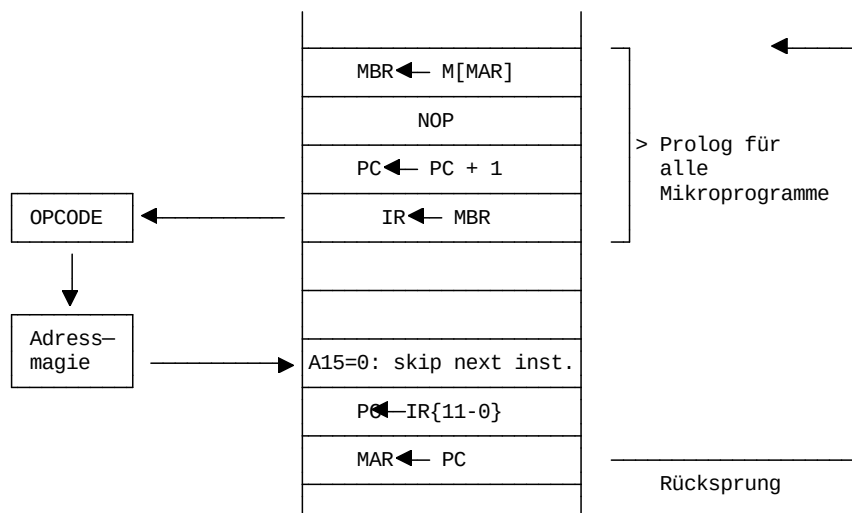 MBR ← M[MAR]
NOP
PC ← PC + 1
IR ← MBR
> Prolog für
alle
Mikroprogramme
OPCODE
Adress—
magie
A15=0: skip next inst.
PC ← IR{11-0}
MAR ← PC
Rücksprung